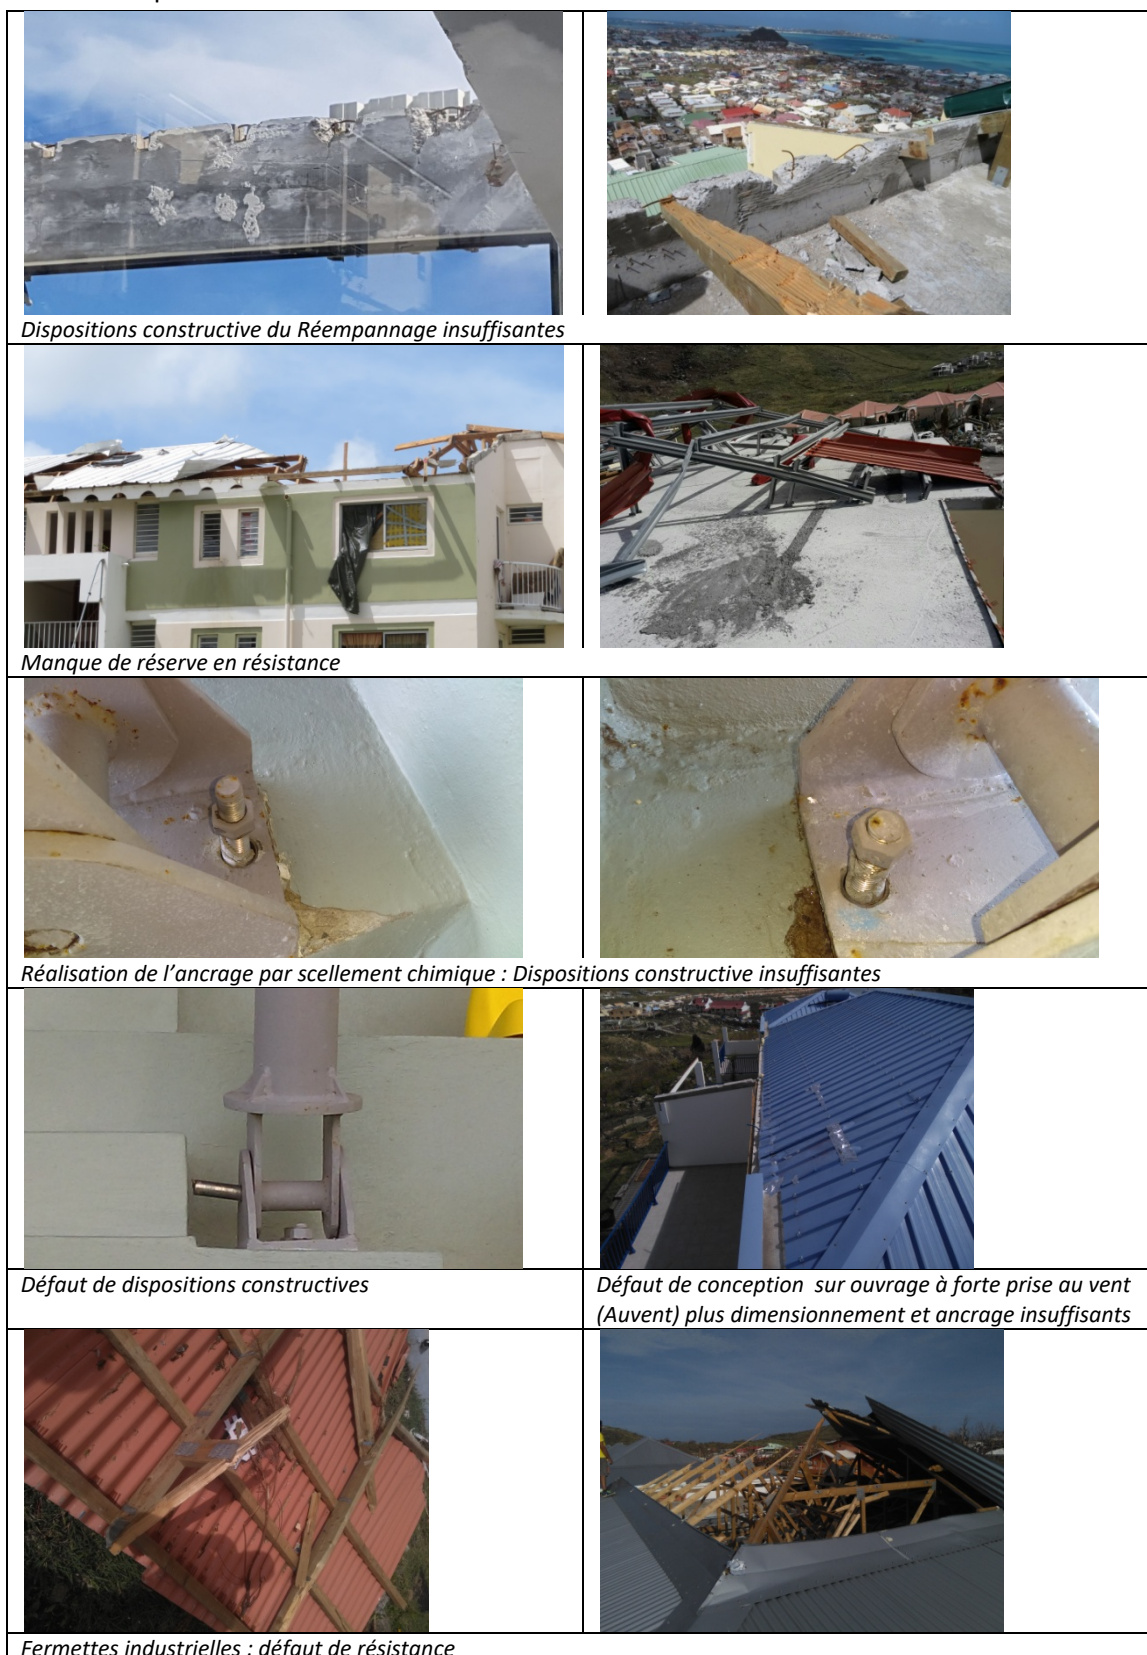 Dispositions constructive du Réempannage insuffisantes
Manque de réserve en résistance
Réalisation de l’ancrage par scellement chimique : Dispositions constructive insuffisantes
Défaut de dispositions constructives
Défaut de conception sur ouvrage à forte prise au vent
(Auvent) plus dimensionnement et ancrage insuffisants
Fermettes industrielles : défaut de résistance